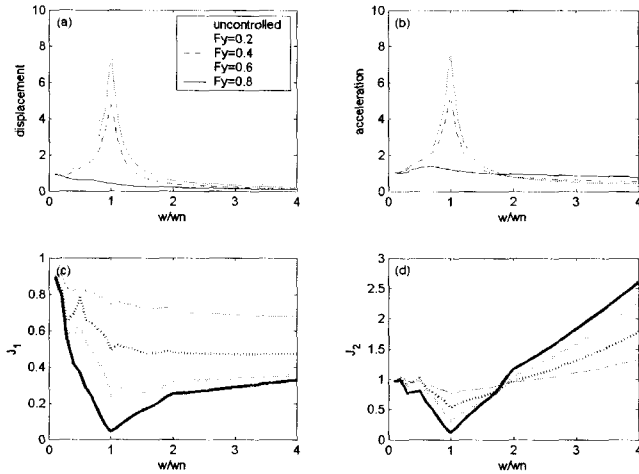 (a)
uncontrolled
Fy=0.2
Fy=0.4
Fy=0.6
Fy=0.8
10
8
6
4
2
0
displacement
0 1 2 3 4
w/wn
(b)
10
8
6
4
2
0
acceleration
0 1 2 3 4
w/wn
(c)
1
0.8
0.6
0.4
0.2
0
J1
0 1 2 3 4
w/wn
(d)
3
2.5
2
1.5
1
0.5
0
J2
0 1 2 3 4
w/wn